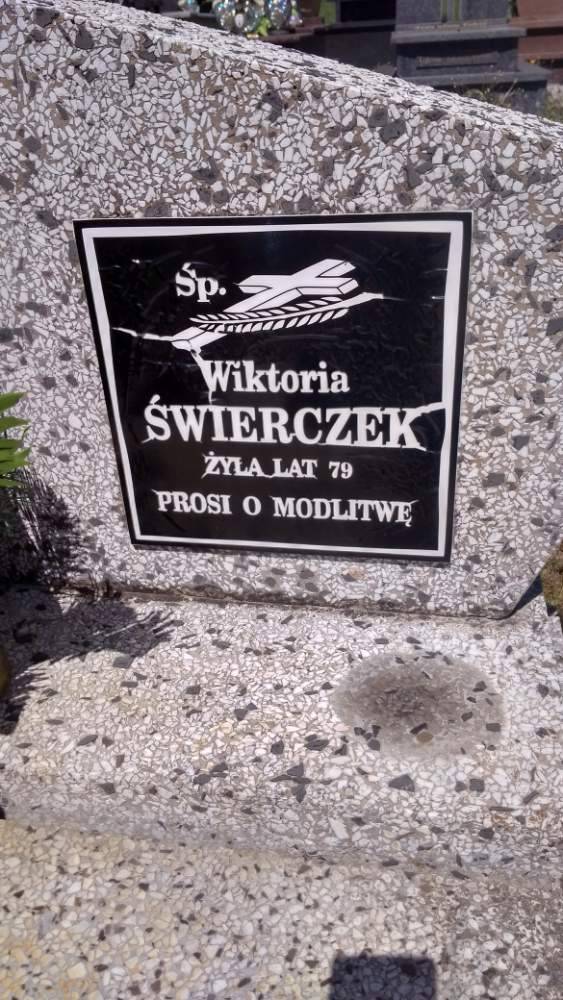 Śp.
Wiktoria
ŚWIERCZEK
ŻYŁA LAT 79
PROSI O MODLITWĘ